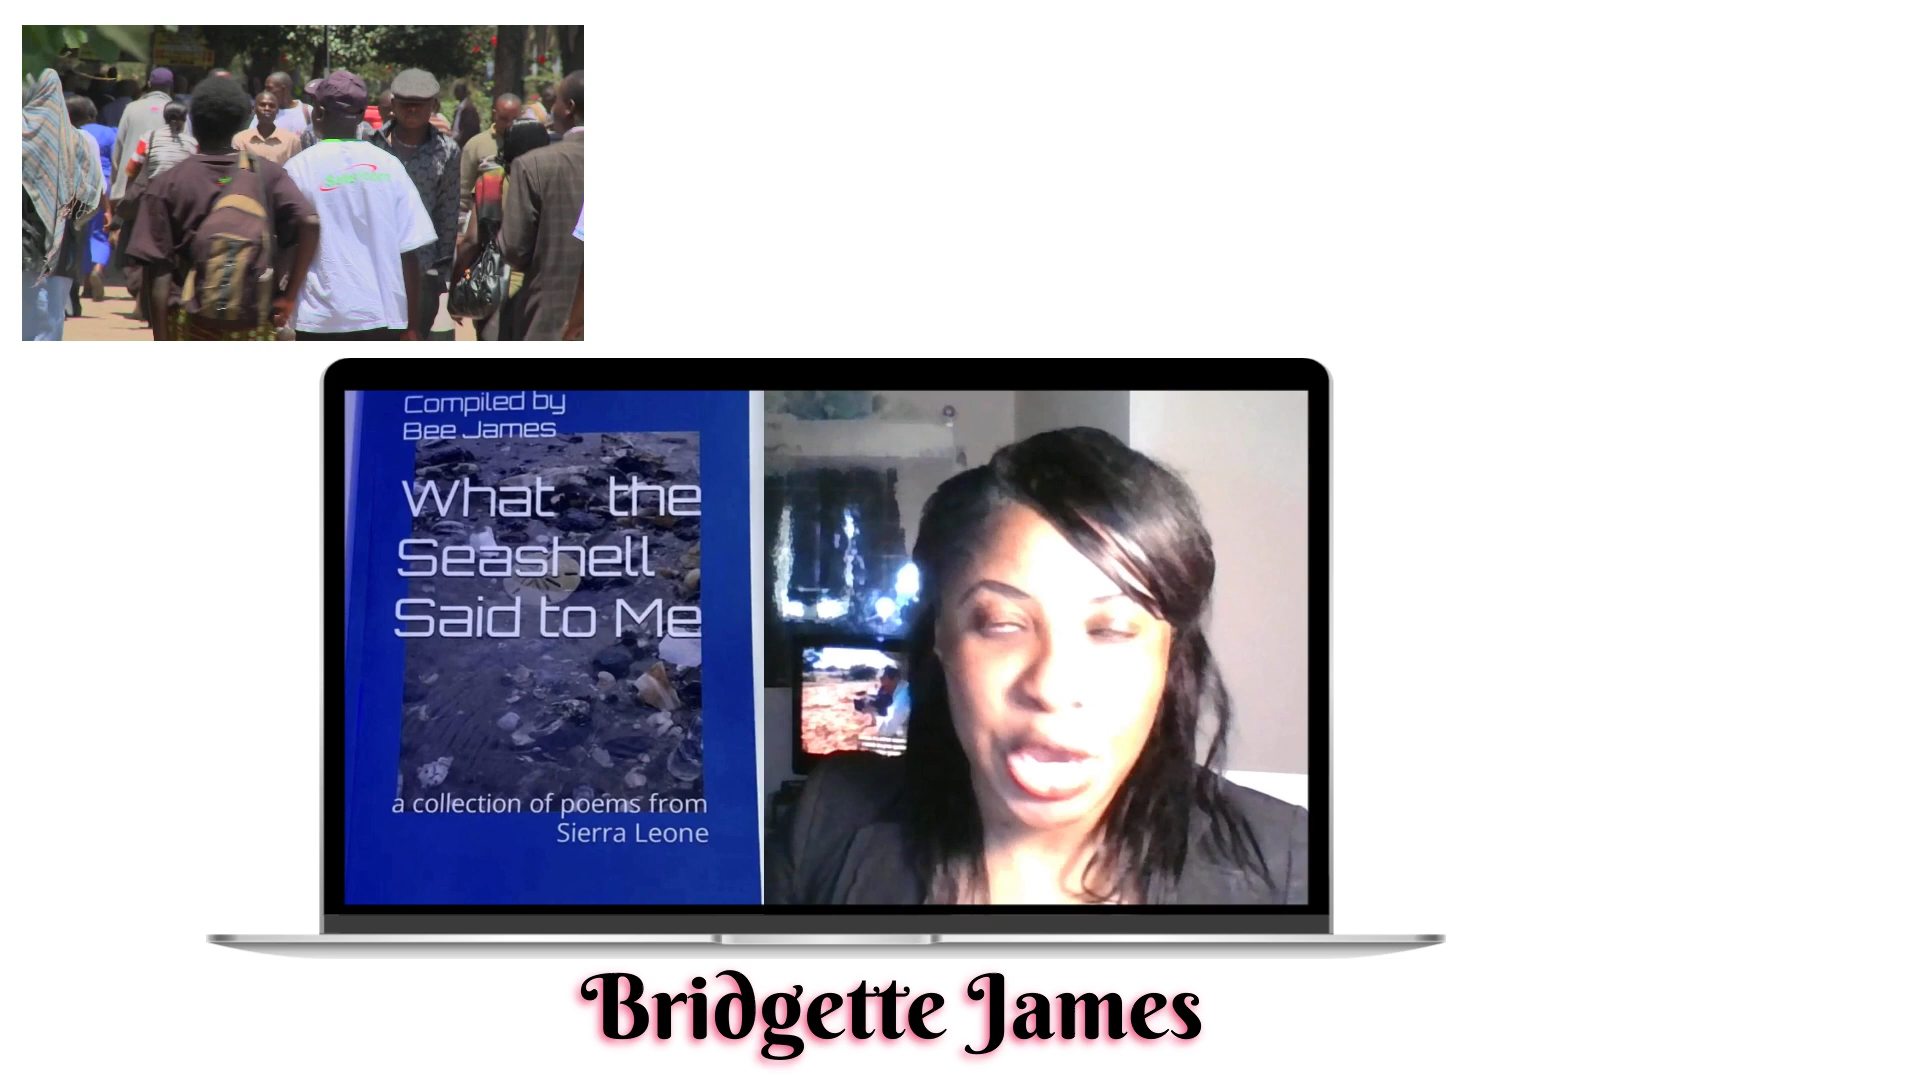 Compiled by
Bee James
What the
Seashell
Said to Me
a collection of poems from
Sierra Leone
Bridgette James